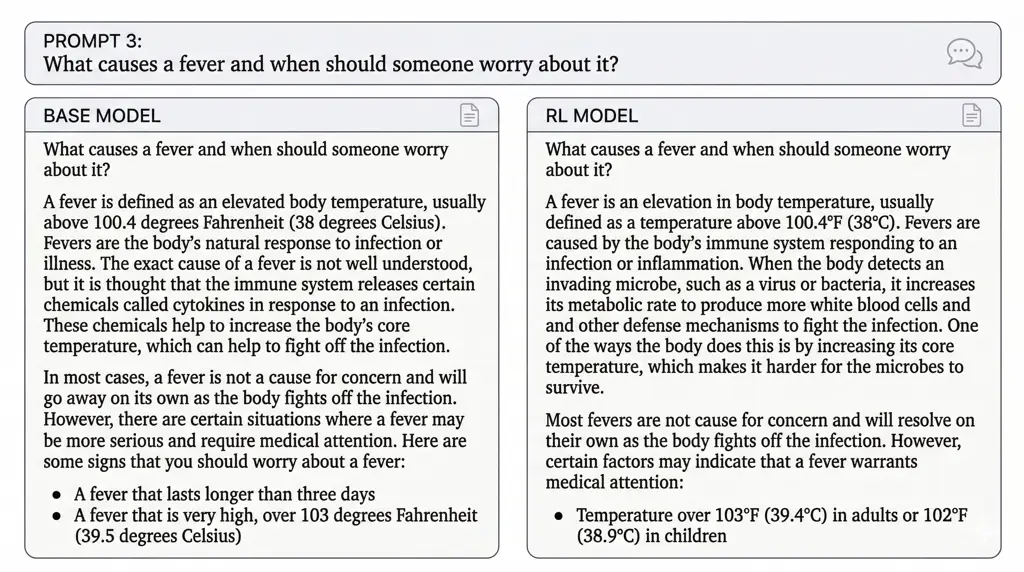 PROMPT 3:
What causes a fever and when should someone worry about it?
BASE MODEL
What causes a fever and when should someone worry
about it?
A fever is defined as an elevated body temperature, usually
above 100.4 degrees Fahrenheit (38 degrees Celsius).
Fevers are the body's natural response to infection or
illness. The exact cause of a fever is not well understood,
but it is thought that the immune system releases certain
chemicals called cytokines in response to an infection.
These chemicals help to increase the body's core
temperature, which can help to fight off the infection.
In most cases, a fever is not a cause for concern and will
go away on its own as the body fights off the infection.
However, there are certain situations where a fever may
be more serious and require medical attention. Here are
some signs that you should worry about a fever:
• A fever that lasts longer than three days
• A fever that is very high, over 103 degrees Fahrenheit
(39.5 degrees Celsius)
RL MODEL
What causes a fever and when should someone worry
about it?
A fever is an elevation in body temperature, usually
defined as a temperature above 100.4°F (38°C). Fevers are
caused by the body's immune system responding to an
infection or inflammation. When the body detects an
invading microbe, such as a virus or bacteria, it increases
its metabolic rate to produce more white blood cells and
and other defense mechanisms to fight the infection. One
of the ways the body does this is by increasing its core
temperature, which makes it harder for the microbes to
survive.
Most fevers are not cause for concern and will resolve on
their own as the body fights off the infection. However,
certain factors may indicate that a fever warrants
medical attention:
• Temperature over 103°F (39.4°C) in adults or 102°F
(38.9°C) in children